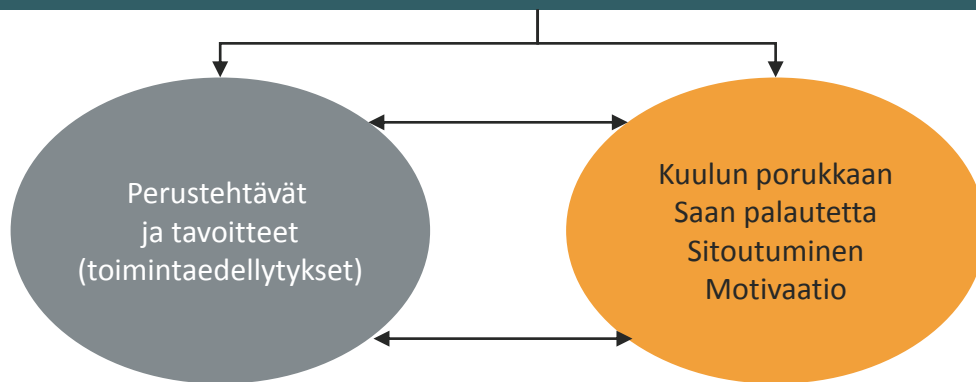 Perustehtävät
ja tavoitteet
(toimintaedellytykset)
Kuulun porukkaan
Saan palautetta
Sitoutuminen
Motivaatio